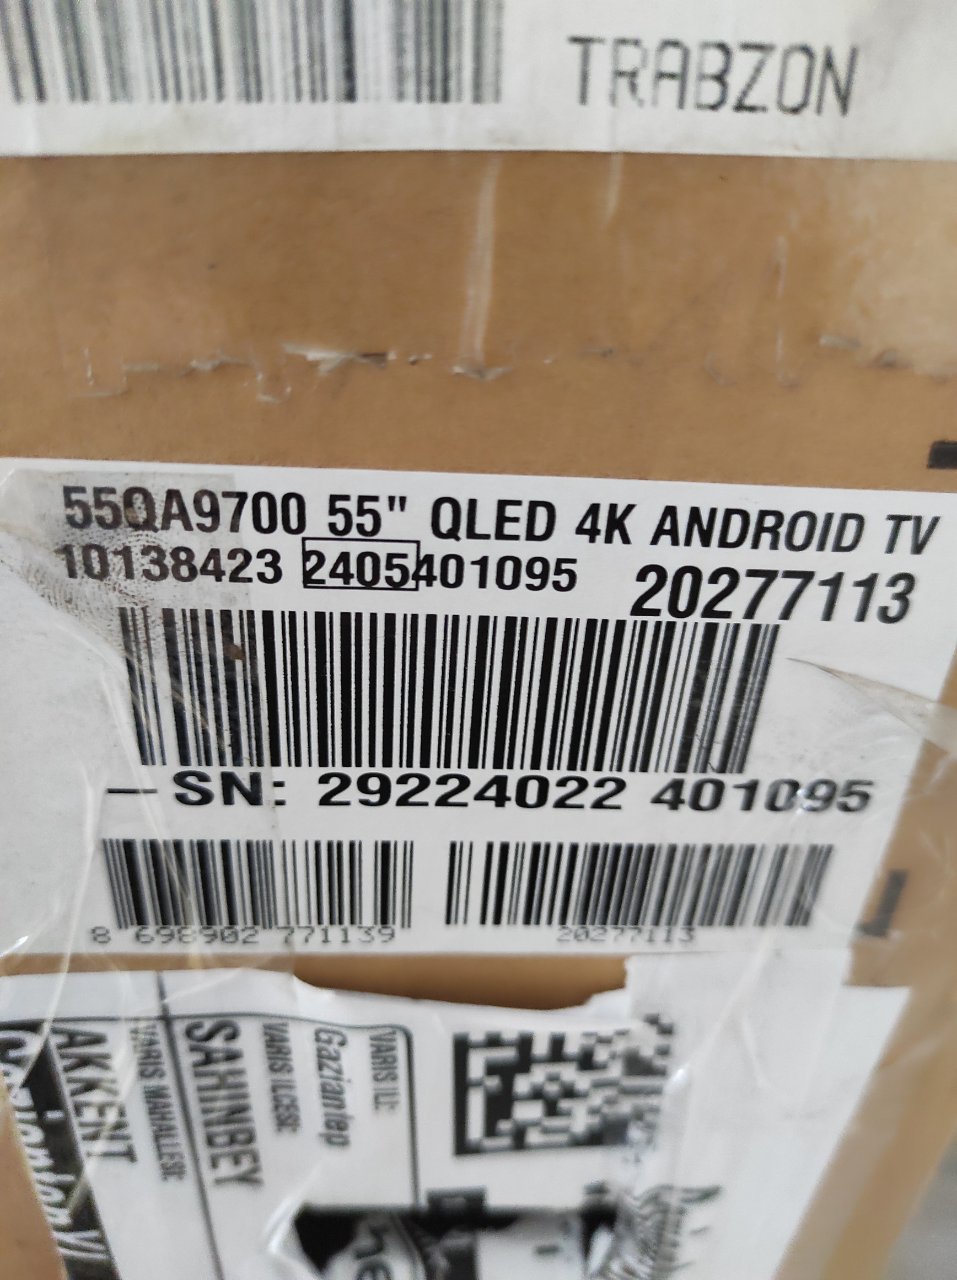 TRABZON
55QA9700 55" QLED 4K ANDROID TV
10138423 2405401095 20277113
SN: 29224022 401095
8 698902 771139 20277113
VARIS IL:
Gaziantep
VARIS ILCESI:
SAHINBEY
VARIS MAHALLESI:
AKKENT